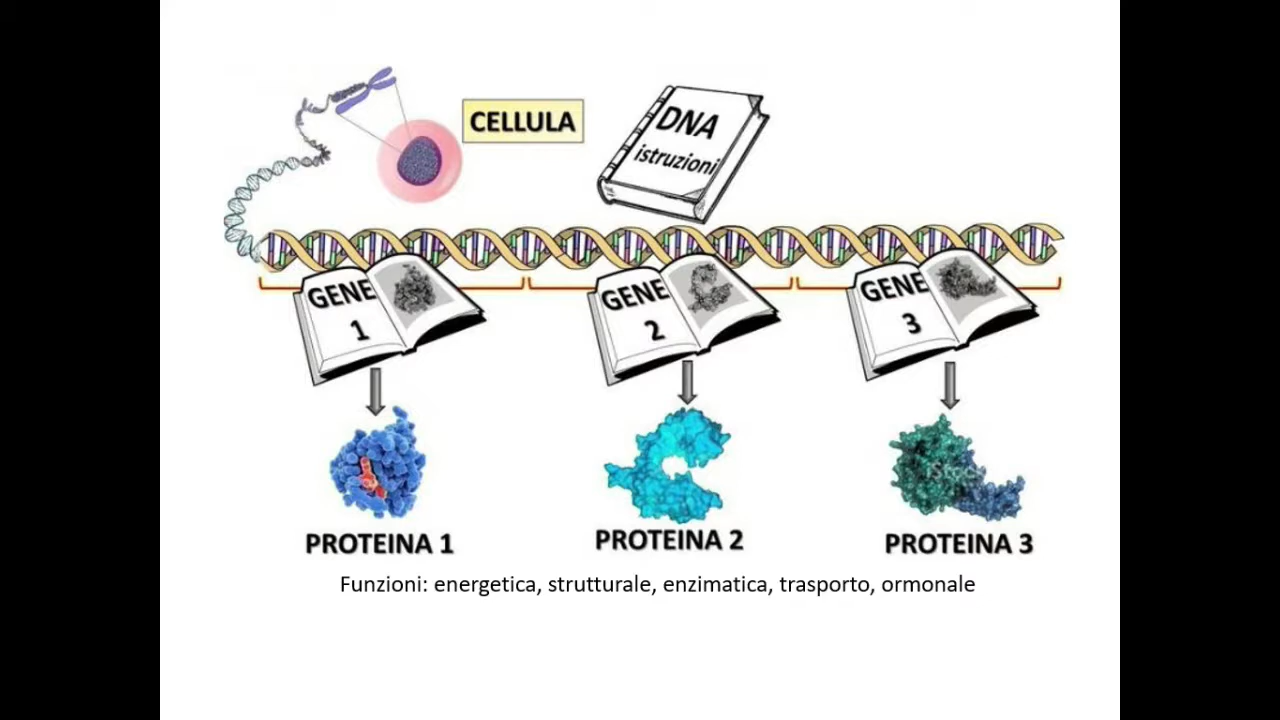 CELLULA
DNA
istruzioni
GENE
1
GENE
2
GENE
3
iStock
PROTEINA 1
PROTEINA 2
PROTEINA 3
Funzioni: energetica, strutturale, enzimatica, trasporto, ormonale